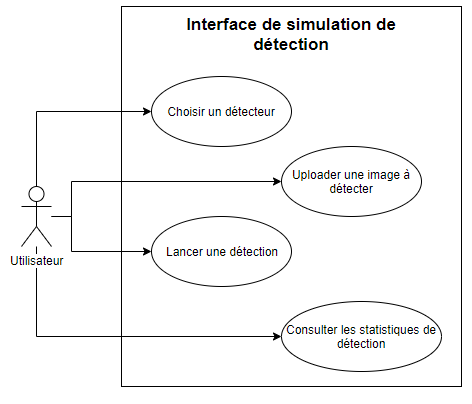 Interface de simulation de
détection
Choisir un détecteur
Uploader une image à
détecter
Utilisateur
Lancer une détection
Consulter les statistiques de
détection